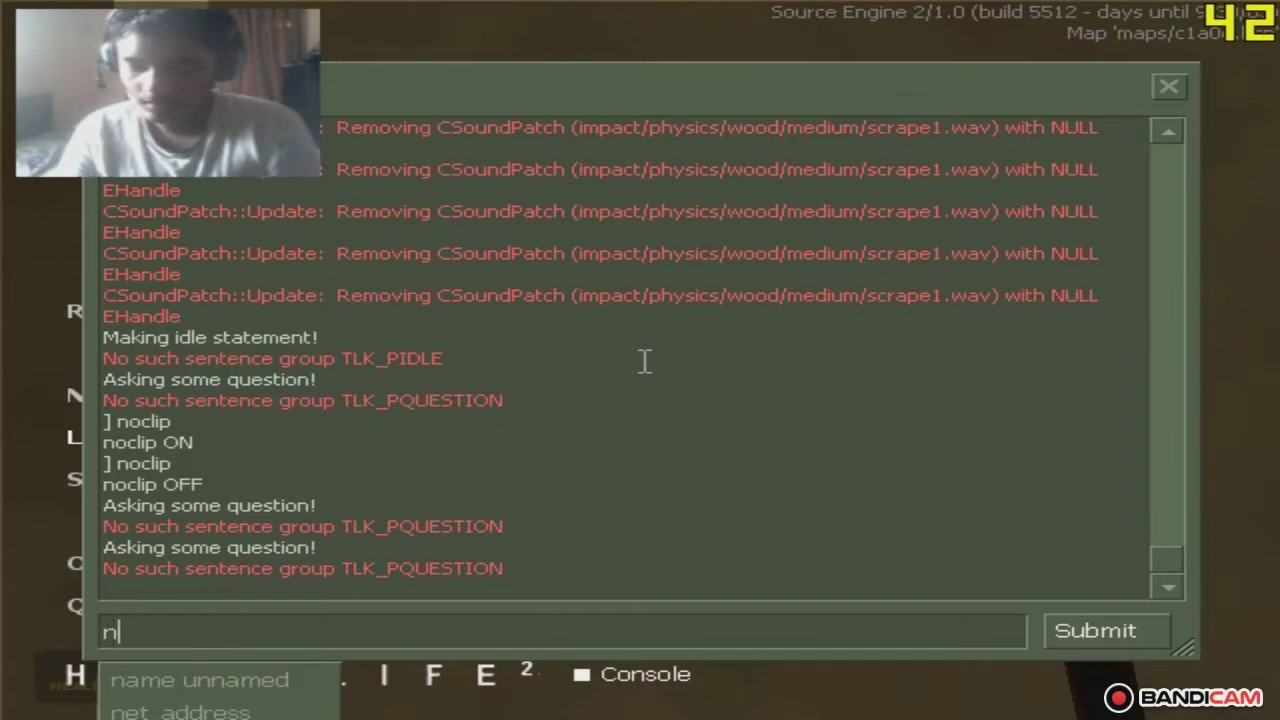 Source Engine 2/1.0 (build 5512 - days until
42
Map 'maps/c1a0
Removing CSoundPatch (impact/physics/wood/medium/scrape1.wav) with NULL
: Removing CSoundPatch (impact/physics/wood/medium/scrape1.wav) with NULL
EHandle
CSoundPatch::Update: Removing CSoundPatch (impact/physics/wood/medium/scrape1.wav) with NULL
EHandle
CSoundPatch::Update: Removing CSoundPatch (impact/physics/wood/medium/scrape1.wav) with NULL
EHandle
CSoundPatch::Update: Removing CSoundPatch (impact/physics/wood/medium/scrape1.wav) with NULL
EHandle
Making idle statement!
No such sentence group TLK_PIDLE
Asking some question!
No such sentence group TLK_PQUESTION
] noclip
noclip ON
] noclip
noclip OFF
Asking some question!
No such sentence group TLK_PQUESTION
Asking some question!
No such sentence group TLK_PQUESTION
n
Submit
H . I F E 2 Console
name unnamed
net_address
BANDICAM